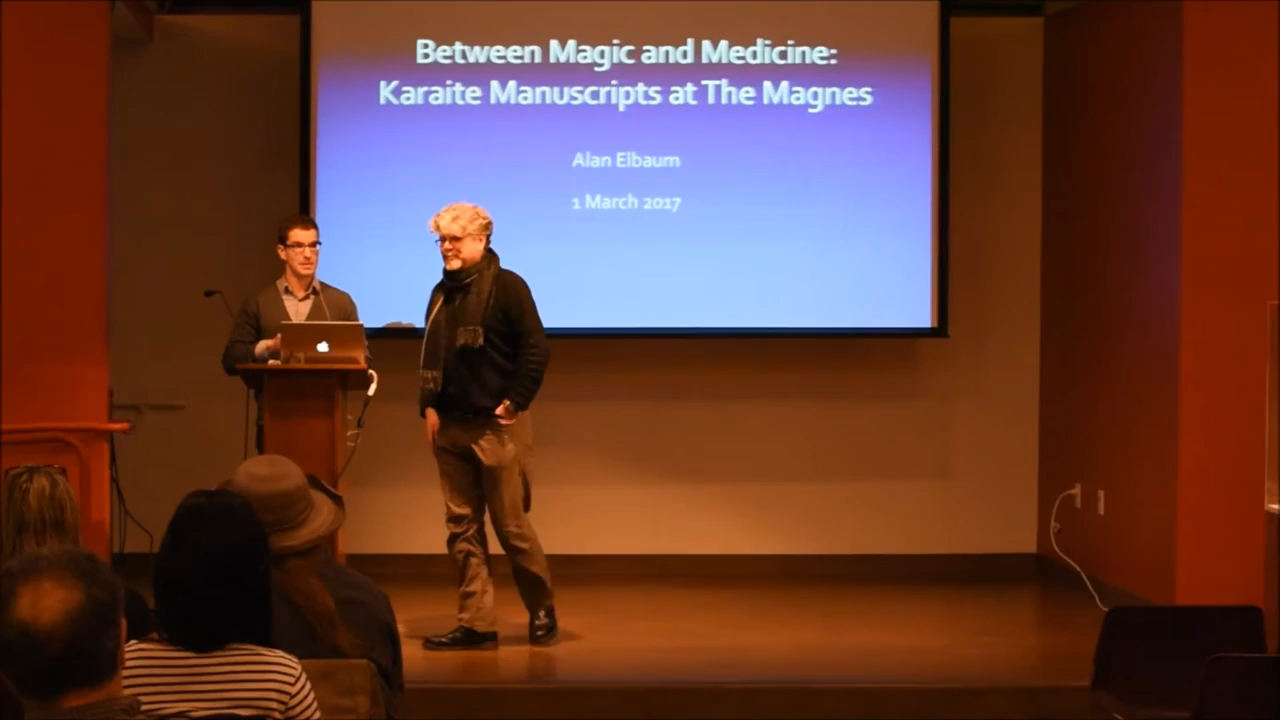 Between Magic and Medicine:
Karaite Manuscripts at The Magnes
Alan Elbaum
1 March 2017